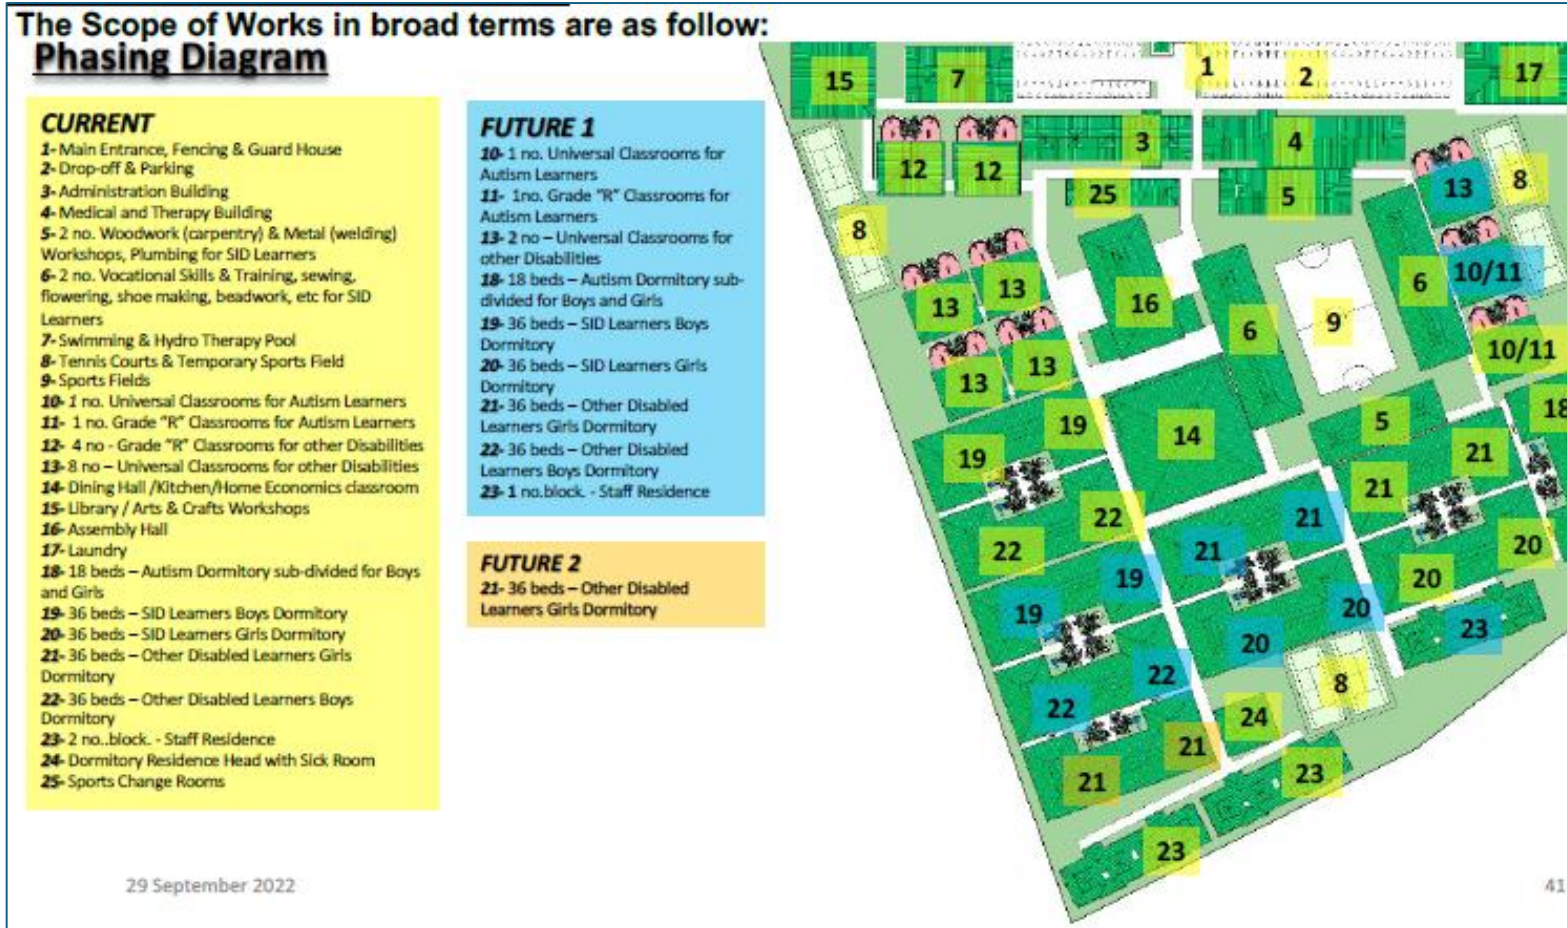 The Scope of Works in broad terms are as follow:
Phasing Diagram
CURRENT
1- Main Entrance, Fencing & Guard House
2- Drop-off & Parking
3- Administration Building
4- Medical and Therapy Building
5- 2 no. Woodwork (carpentry) & Metal (welding)
Workshops, Plumbing for SID Learners
6- 2 no. Vocational Skills & Training, sewing,
flowering, shoe making, beadwork, etc for SID
Learners
7- Swimming & Hydro Therapy Pool
8- Tennis Courts & Temporary Sports Field
9- Sports Fields
10- 1 no. Universal Classrooms for Autism Learners
11- 1 no. Grade "R" Classrooms for Autism Learners
12- 4 no - Grade "R" Classrooms for other Disabilities
13- 8 no – Universal Classrooms for other Disabilities
14- Dining Hall /Kitchen/Home Economics classroom
15- Library / Arts & Crafts Workshops
16- Assembly Hall
17- Laundry
18- 18 beds – Autism Dormitory sub-divided for Boys
and Girls
19- 36 beds – SID Learners Boys Dormitory
20- 36 beds – SID Learners Girls Dormitory
21- 36 beds – Other Disabled Learners Girls
Dormitory
22- 36 beds – Other Disabled Learners Boys
Dormitory
23- 2 no..block. - Staff Residence
24- Dormitory Residence Head with Sick Room
25- Sports Change Rooms
FUTURE 1
10- 1 no. Universal Classrooms for
Autism Learners
11- 1no. Grade "R" Classrooms for
Autism Learners
13- 2 no – Universal Classrooms for
other Disabilities
18- 18 beds – Autism Dormitory sub-
divided for Boys and Girls
19- 36 beds – SID Learners Boys
Dormitory
20- 36 beds – SID Learners Girls
Dormitory
21- 36 beds – Other Disabled
Learners Girls Dormitory
22- 36 beds – Other Disabled
Learners Boys Dormitory
23- 1 no.block. - Staff Residence
FUTURE 2
21- 36 beds – Other Disabled
Learners Girls Dormitory
15 7 1 2 17
12 12 3 4
25 5 13 8
8
13 13 16 6 9 6 10/11
13 13 10/11
19 19 14 5 18
22 22 21 21
21 21 20 20
19 19 20 20 23
22 22 24 8
21 21 23
23
29 September 2022
41